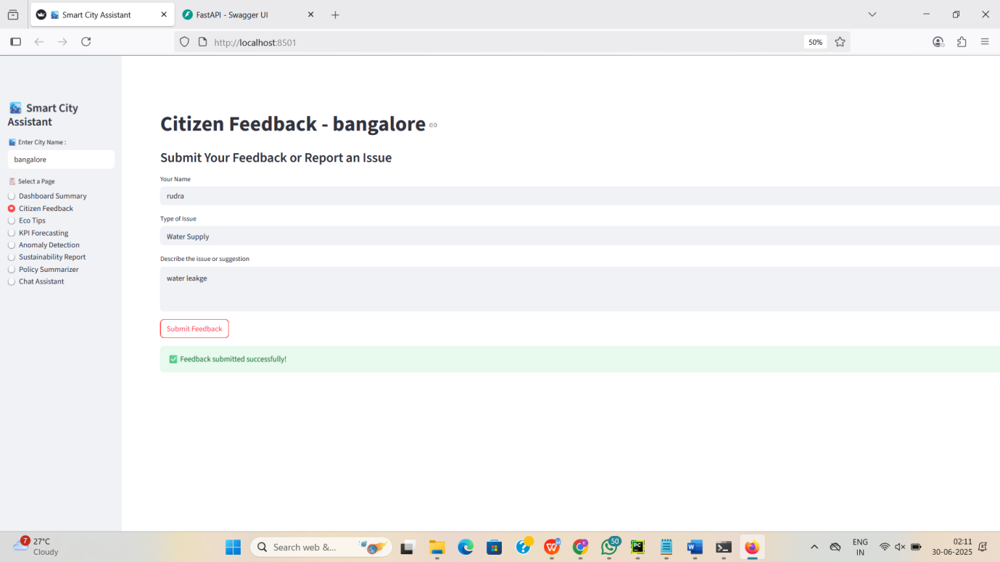 Smart City Assistant
FastAPI - Swagger UI
http://localhost:8501
50%
Smart City
Assistant
Enter City Name :
bangalore
Select a Page
Dashboard Summary
Citizen Feedback
Eco Tips
KPI Forecasting
Anomaly Detection
Sustainability Report
Policy Summarizer
Chat Assistant
Citizen Feedback - bangalore
Submit Your Feedback or Report an Issue
Your Name
rudra
Type of Issue
Water Supply
Describe the issue or suggestion
water leakge
Submit Feedback
Feedback submitted successfully!
7
27°C
Cloudy
Search web &...
50
PC
ENG
IN
02:11
30-06-2025